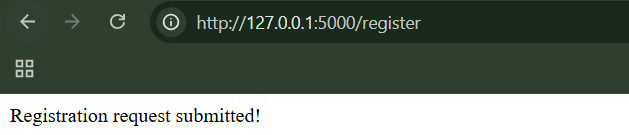 http://127.0.0.1:5000/register
Registration request submitted!